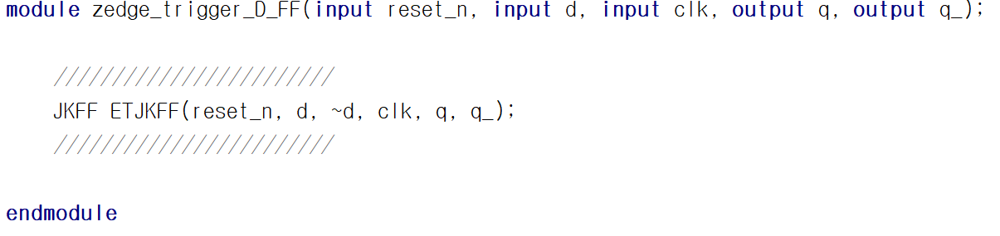 module zedge_trigger_D_FF(input reset_n, input d, input clk, output q, output q_);
////////////////////////
JKFF ETJKFF(reset_n, d, ~d, clk, q, q_);
////////////////////////
endmodule